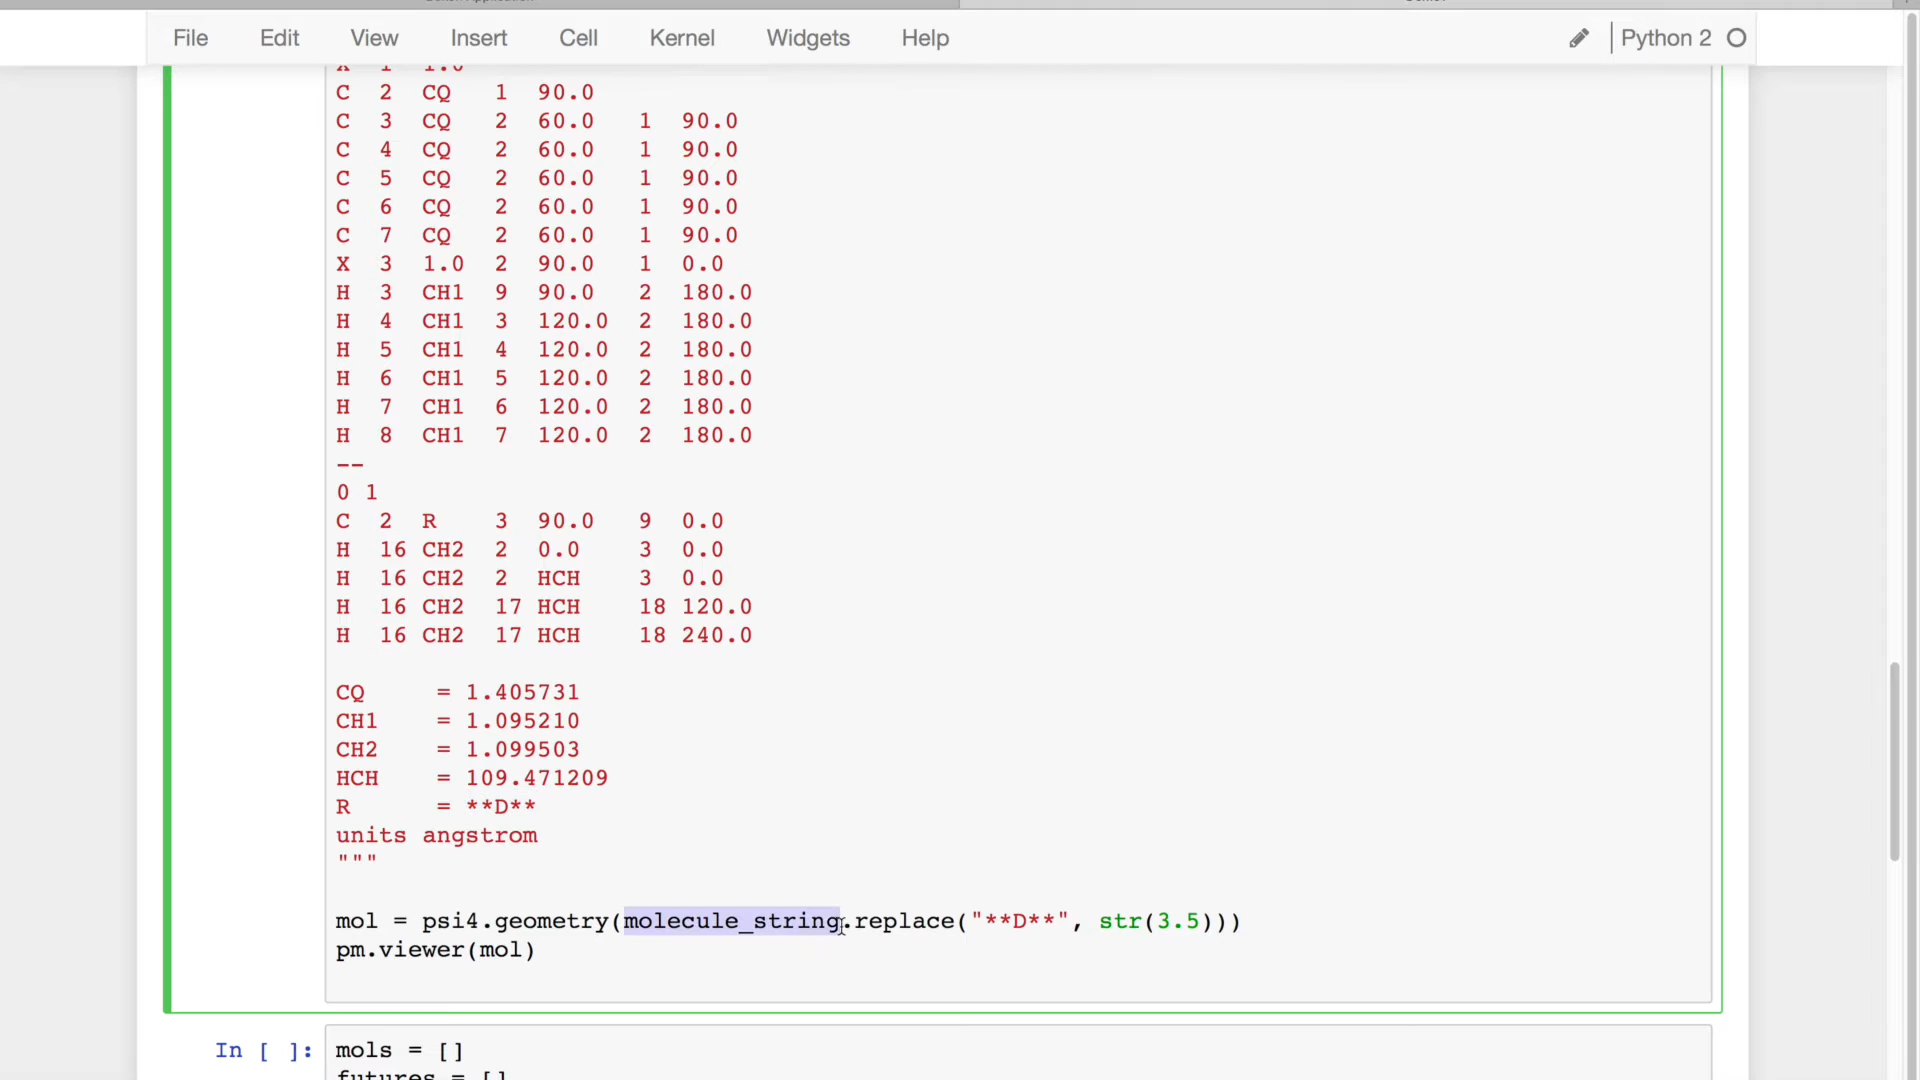 File Edit View Insert Cell Kernel Widgets Help Python 2
X 1 1.0
C 2 CQ 1 90.0
C 3 CQ 2 60.0 1 90.0
C 4 CQ 2 60.0 1 90.0
C 5 CQ 2 60.0 1 90.0
C 6 CQ 2 60.0 1 90.0
C 7 CQ 2 60.0 1 90.0
X 3 1.0 2 90.0 1 0.0
H 3 CH1 9 90.0 2 180.0
H 4 CH1 3 120.0 2 180.0
H 5 CH1 4 120.0 2 180.0
H 6 CH1 5 120.0 2 180.0
H 7 CH1 6 120.0 2 180.0
H 8 CH1 7 120.0 2 180.0
--
0 1
C 2 R 3 90.0 9 0.0
H 16 CH2 2 0.0 3 0.0
H 16 CH2 2 HCH 3 0.0
H 16 CH2 17 HCH 18 120.0
H 16 CH2 17 HCH 18 240.0
CQ = 1.405731
CH1 = 1.095210
CH2 = 1.099503
HCH = 109.471209
R = **D**
units angstrom
"""
mol = psi4.geometry(molecule_string.replace("**D**", str(3.5)))
pm.viewer(mol)
In [ ]: mols = []
futures = []